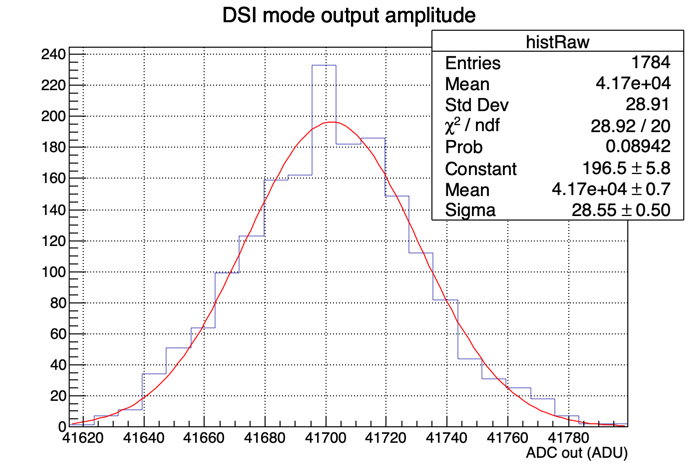 DSI mode output amplitude
histRaw
Entries 1784
Mean 4.17e+04
Std Dev 28.91
χ² / ndf 28.92 / 20
Prob 0.08942
Constant 196.5 ± 5.8
Mean 4.17e+04 ± 0.7
Sigma 28.55 ± 0.50
240
220
200
180
160
140
120
100
80
60
40
20
0
41620 41640 41660 41680 41700 41720 41740 41760 41780
ADC out (ADU)